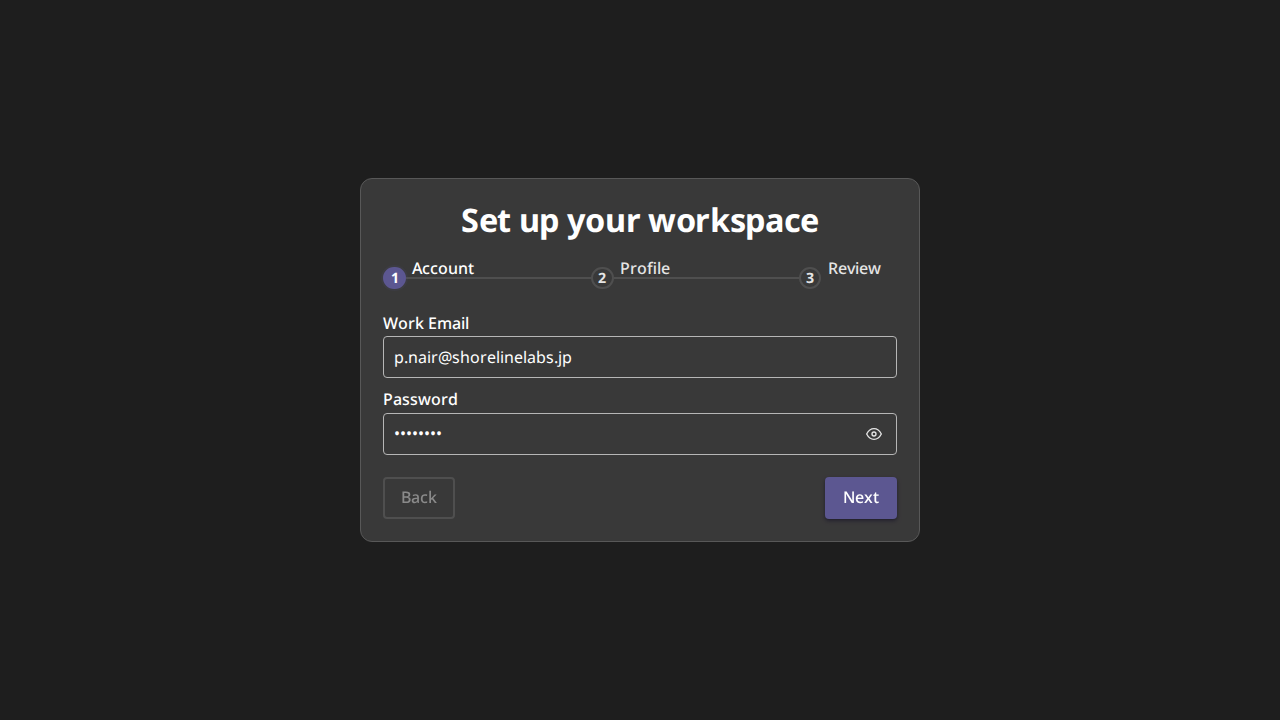 Set up your workspace
1 Account 2 Profile 3 Review
Work Email
p.nair@shorelinelabs.jp
Password
••••••••
Back Next